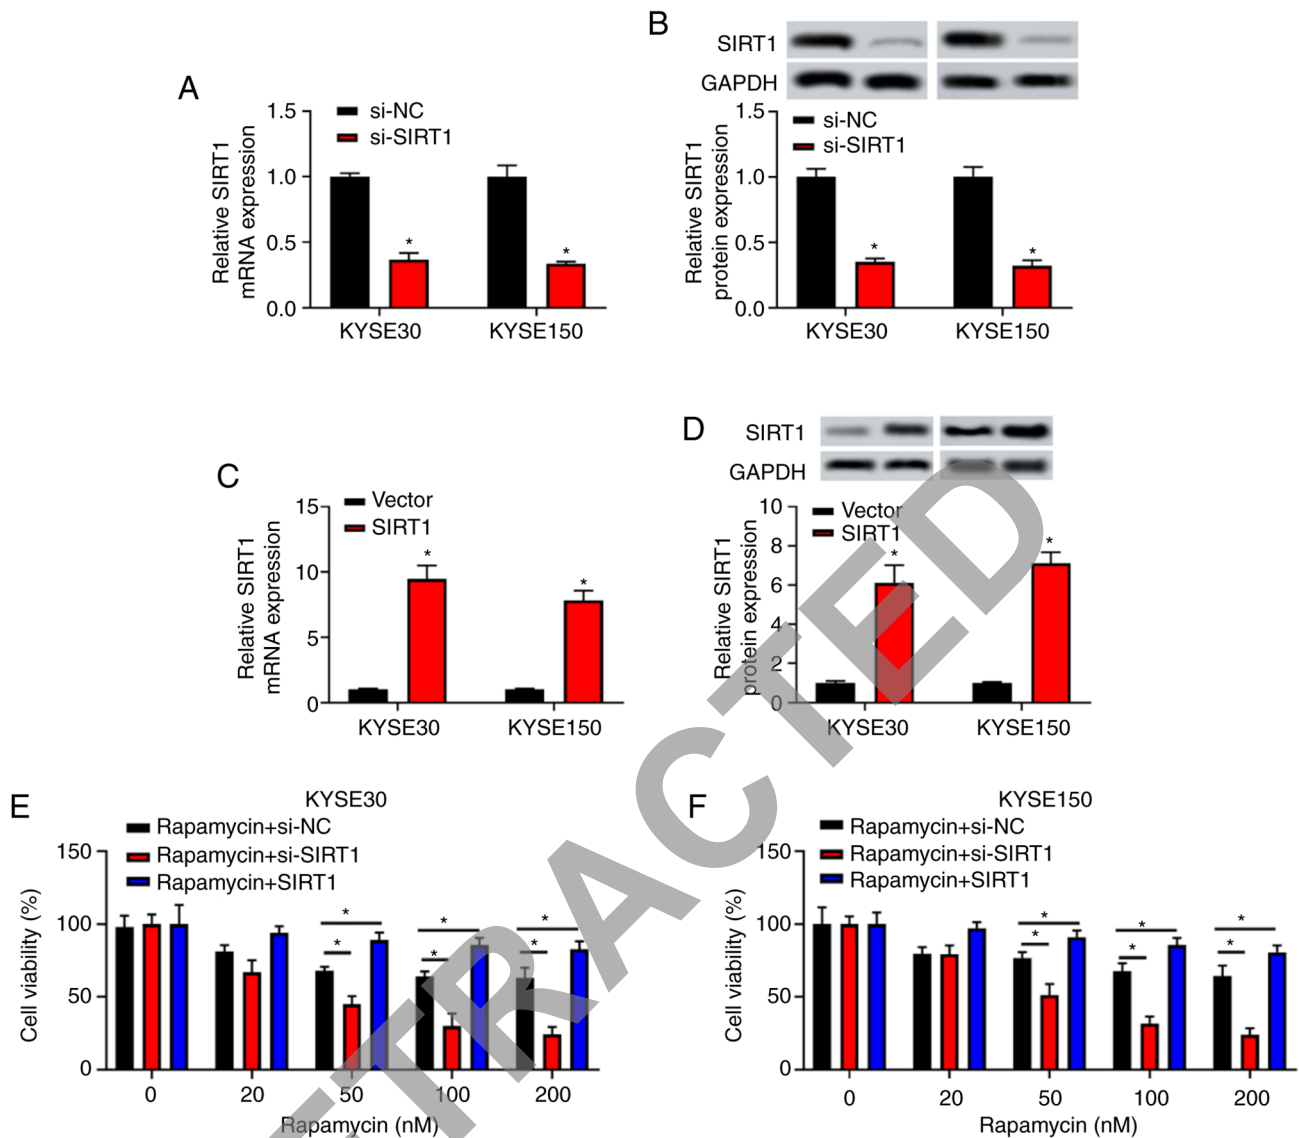 A
1.5
1.0
0.5
0.0
Relative SIRT1
mRNA expression
si-NC
si-SIRT1
*
*
KYSE30
KYSE150
B
SIRT1
GAPDH
1.5
1.0
0.5
0.0
Relative SIRT1
protein expression
si-NC
si-SIRT1
*
*
KYSE30
KYSE150
C
15
10
5
0
Relative SIRT1
mRNA expression
Vector
SIRT1
*
*
KYSE30
KYSE150
D
SIRT1
GAPDH
10
8
6
4
2
0
Relative SIRT1
protein expression
Vector
SIRT1
*
*
KYSE30
KYSE150
E
KYSE30
Rapamycin+si-NC
Rapamycin+si-SIRT1
Rapamycin+SIRT1
150
100
50
0
Cell viability (%)
*
*
*
*
*
*
0
20
50
100
200
Rapamycin (nM)
F
KYSE150
Rapamycin+si-NC
Rapamycin+si-SIRT1
Rapamycin+SIRT1
150
100
50
0
Cell viability (%)
*
*
*
*
*
*
0
20
50
100
200
Rapamycin (nM)
ETRACTED